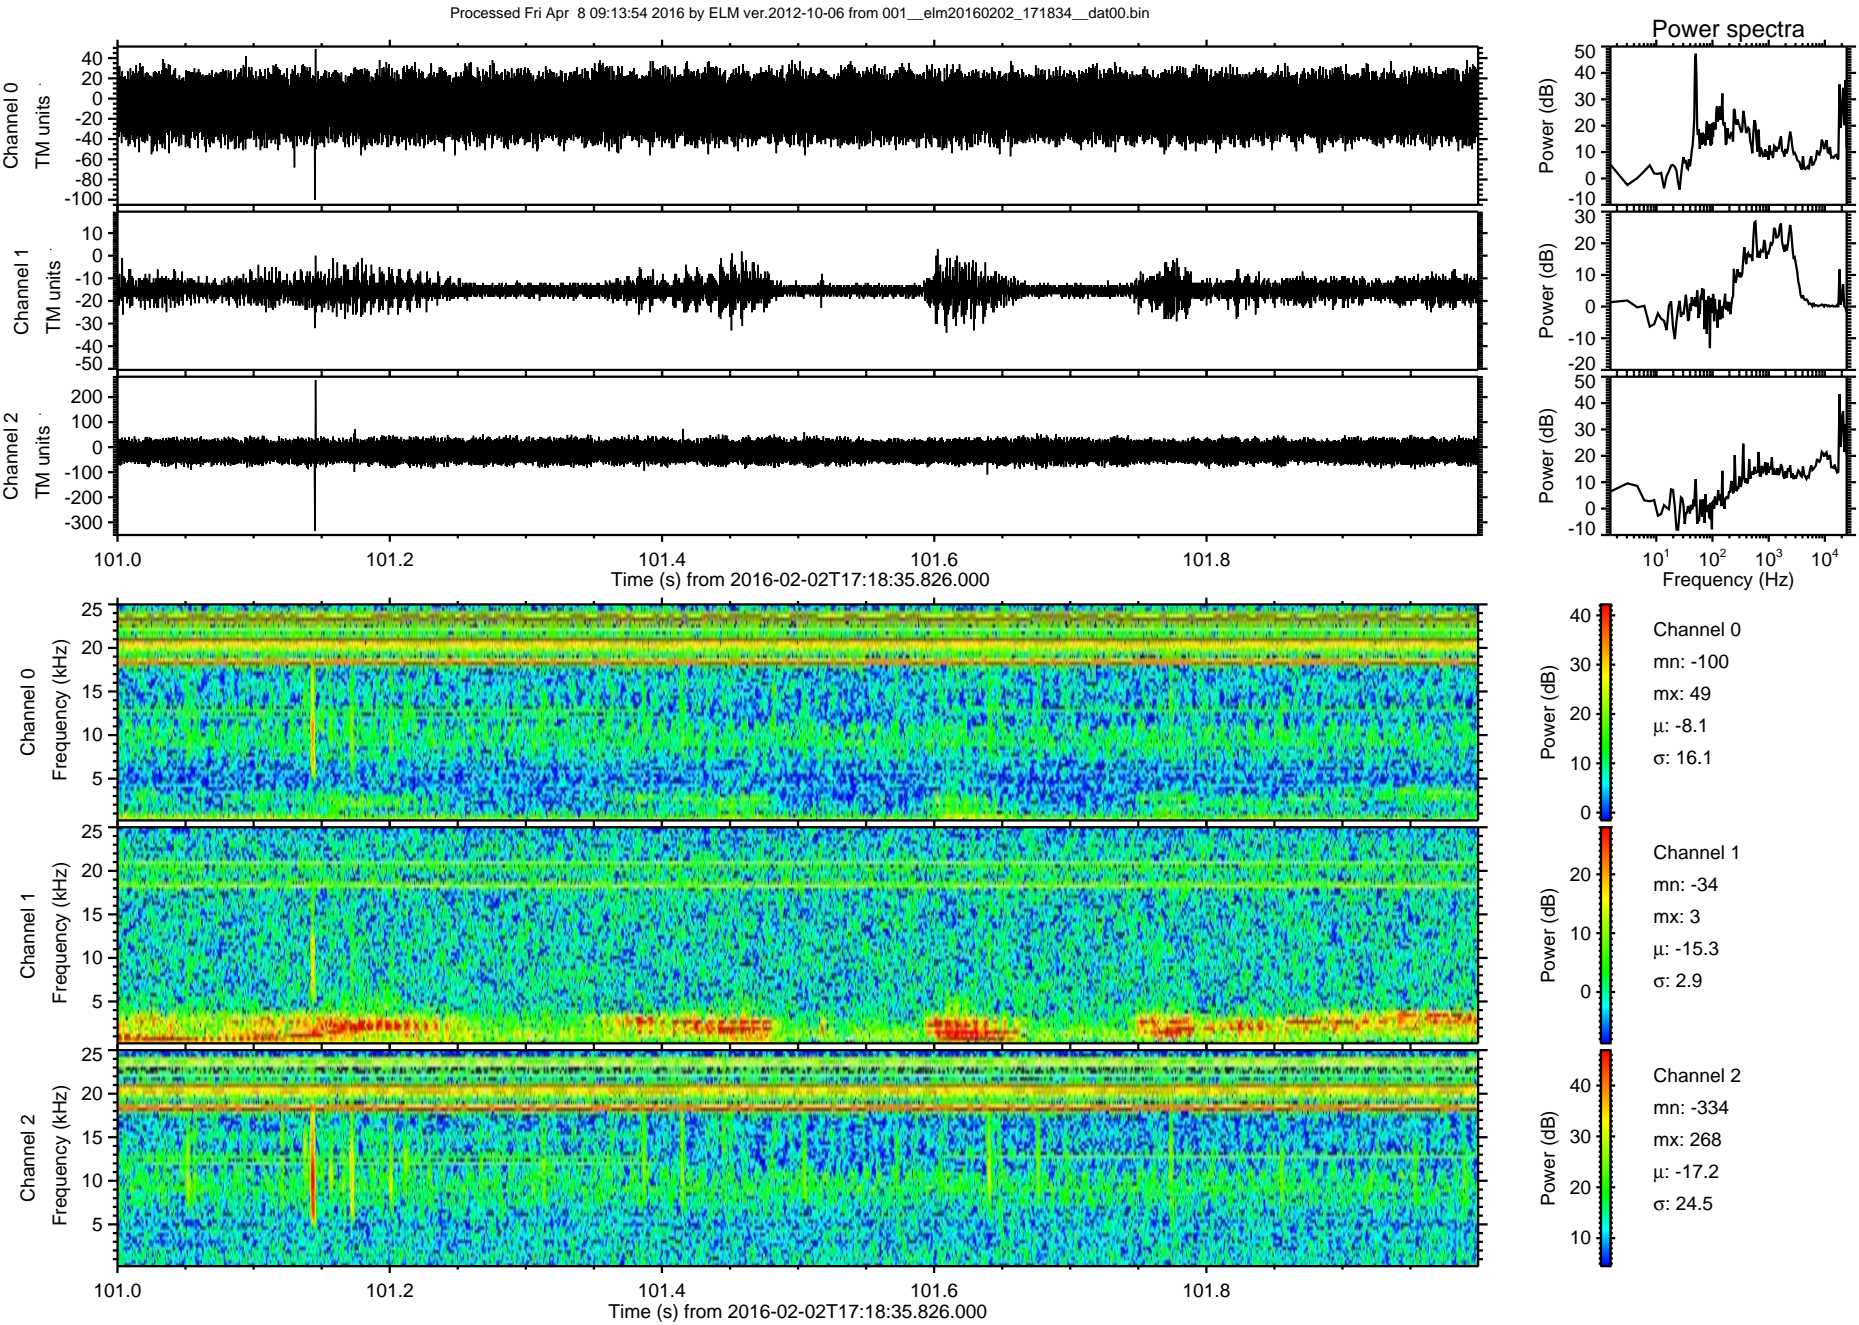 Processed Fri Apr  8 09:13:54 2016 by ELM ver.2012-10-06 from 001__elm20160202_171834__dat00.bin
Power spectra
Channel 0
TM units
40
20
0
-20
-40
-60
-80
-100
Power (dB)
50
40
30
20
10
0
-10
Channel 1
TM units
10
0
-10
-20
-30
-40
-50
Power (dB)
30
20
10
0
-10
-20
Channel 2
TM units
200
100
0
-100
-200
-300
Power (dB)
50
40
30
20
10
0
-10
101.0 101.2 101.4 101.6 101.8
Time (s) from 2016-02-02T17:18:35.826.000
10^1 10^2 10^3 10^4
Frequency (Hz)
Channel 0
Frequency (kHz)
25
20
15
10
5
Power (dB)
40
30
20
10
0
Channel 0
mn: -100
mx: 49
μ: -8.1
σ: 16.1
Channel 1
Frequency (kHz)
25
20
15
10
5
Power (dB)
20
10
0
Channel 1
mn: -34
mx: 3
μ: -15.3
σ: 2.9
Channel 2
Frequency (kHz)
25
20
15
10
5
Power (dB)
40
30
20
10
Channel 2
mn: -334
mx: 268
μ: -17.2
σ: 24.5
101.0 101.2 101.4 101.6 101.8
Time (s) from 2016-02-02T17:18:35.826.000